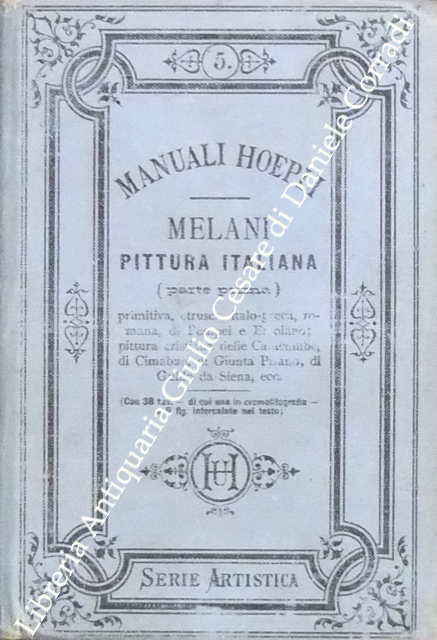 5.
MANUALI HOEPLI
MELANI
PITTURA ITALIANA
(parte prima)
primitiva, etrusca, italo-greca, ro-
mana, di Pompei e Ercolano;
pittura cristiana delle Catacombe,
di Cimabue, di Giunta Pisano, di
da Siena, ecc.
(Con 38 tav. di cui una in cromolitografia —
fig. intercalate nel testo)
HU
SERIE ARTISTICA
Libreria Antiquaria Giulio Cesare di Daniele Corradi